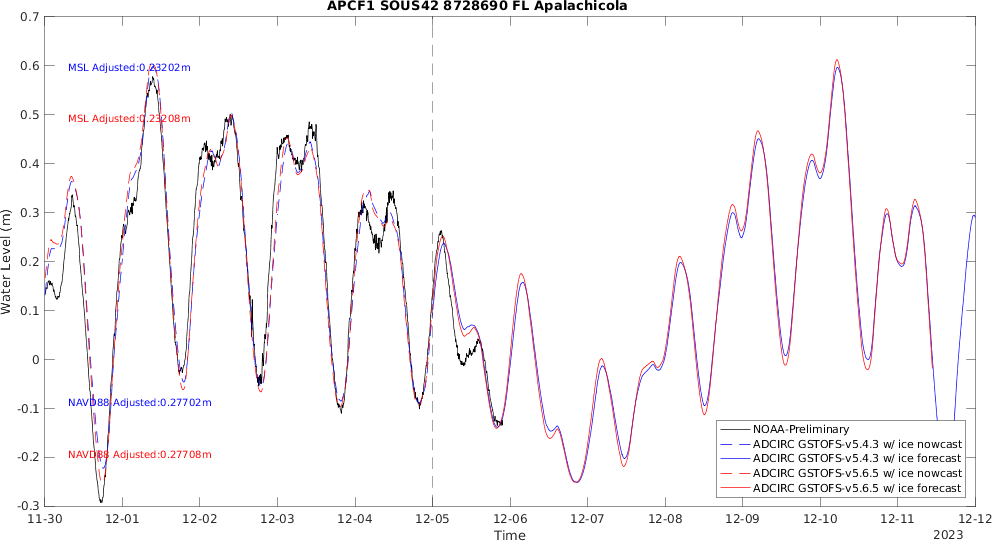 APCF1 SOUS42 8728690 FL Apalachicola
0.7
0.6
0.5
0.4
0.3
0.2
0.1
0
-0.1
-0.2
-0.3
Water Level (m)
MSL Adjusted:0.23202m
MSL Adjusted:0.23208m
NAVD88 Adjusted:0.27702m
NAVD88 Adjusted:0.27708m
NOAA-Preliminary
ADCIRC GSTOFS-v5.4.3 w/ ice nowcast
ADCIRC GSTOFS-v5.4.3 w/ ice forecast
ADCIRC GSTOFS-v5.6.5 w/ ice nowcast
ADCIRC GSTOFS-v5.6.5 w/ ice forecast
11-30 12-01 12-02 12-03 12-04 12-05 12-06 12-07 12-08 12-09 12-10 12-11 12-12
Time
2023